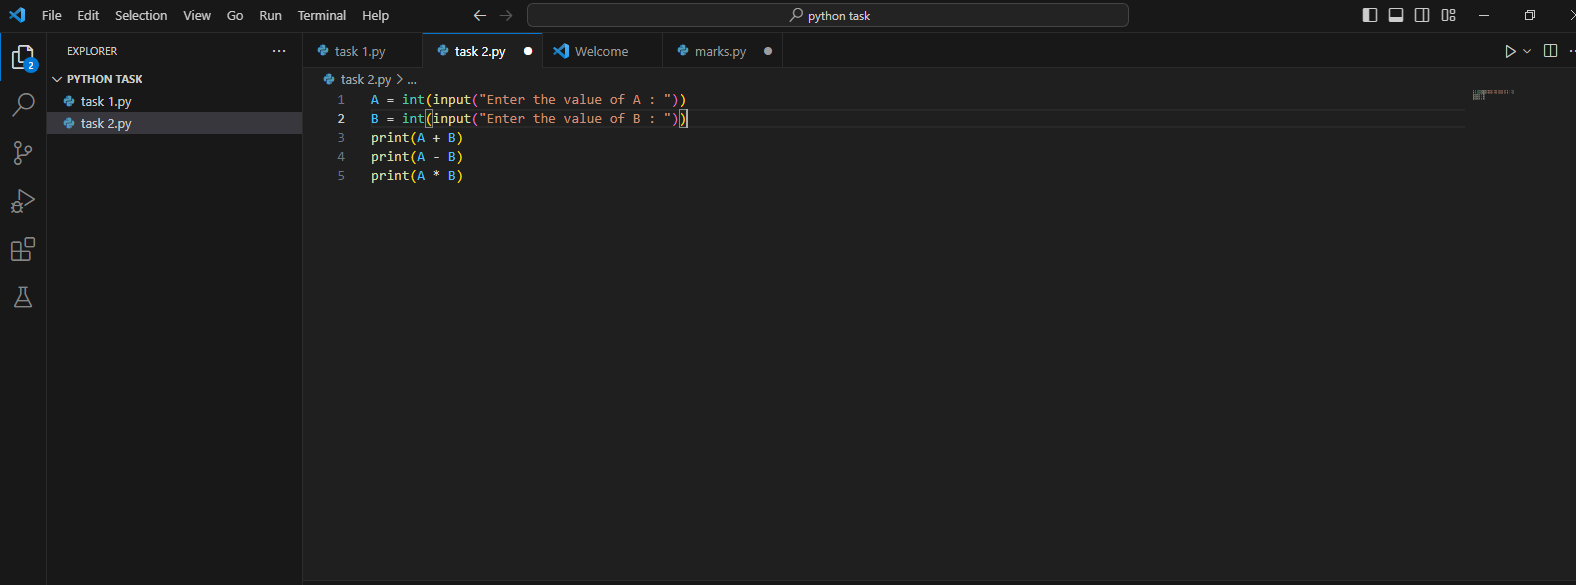 File Edit Selection View Go Run Terminal Help python task
EXPLORER ... task 1.py task 2.py Welcome marks.py
PYTHON TASK task 2.py > ...
task 1.py
task 2.py
2
1 A = int(input("Enter the value of A : "))
2 B = int(input("Enter the value of B : "))
3 print(A + B)
4 print(A - B)
5 print(A * B)